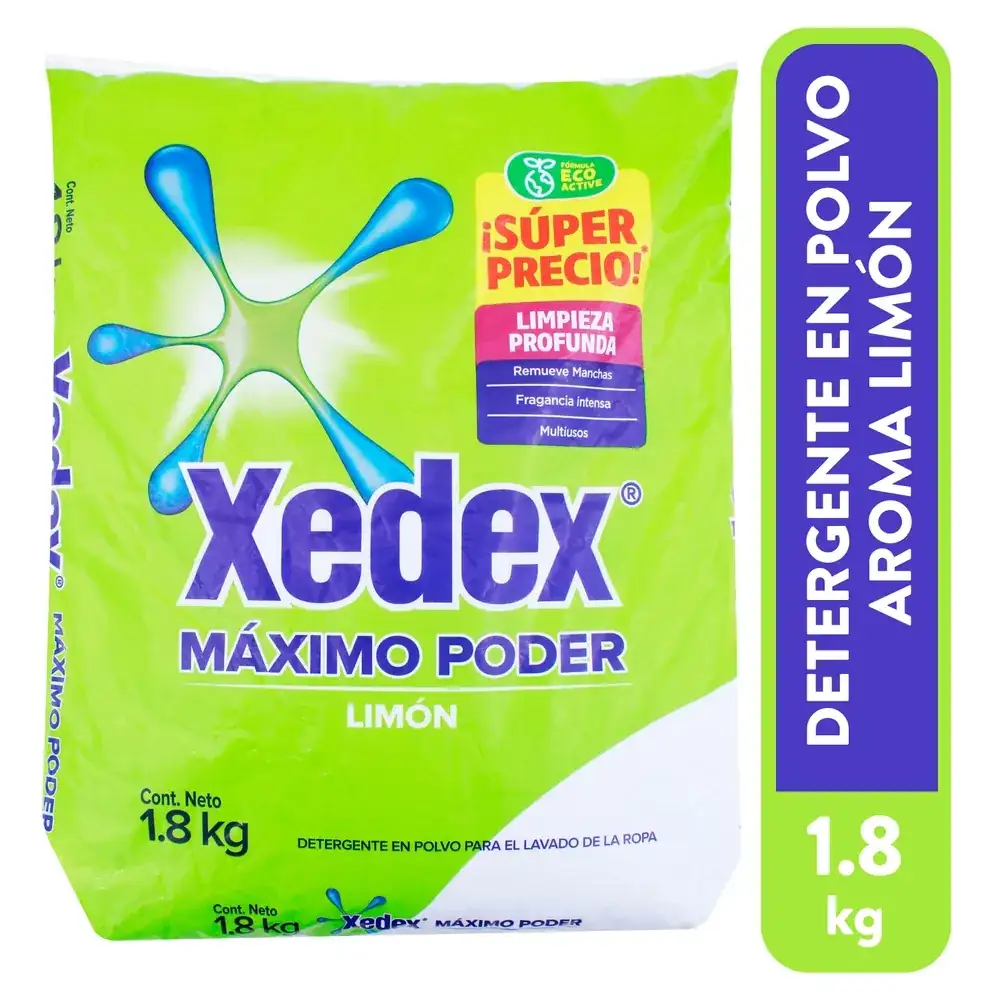 FÓRMULA
ECO
ACTIVE
¡SÚPER
PRECIO!*
LIMPIEZA
PROFUNDA
Remueve Manchas
Fragancia intensa
Multiusos
Xedex®
MÁXIMO PODER
LIMÓN
Cont. Neto
1.8 kg
DETERGENTE EN POLVO PARA EL LAVADO DE LA ROPA
Cont. Neto
1.8 kg
Xedex® MÁXIMO PODER
Cont. Neto
Xedex® MÁXIMO PODER
DETERGENTE EN POLVO
AROMA LIMÓN
1.8
kg